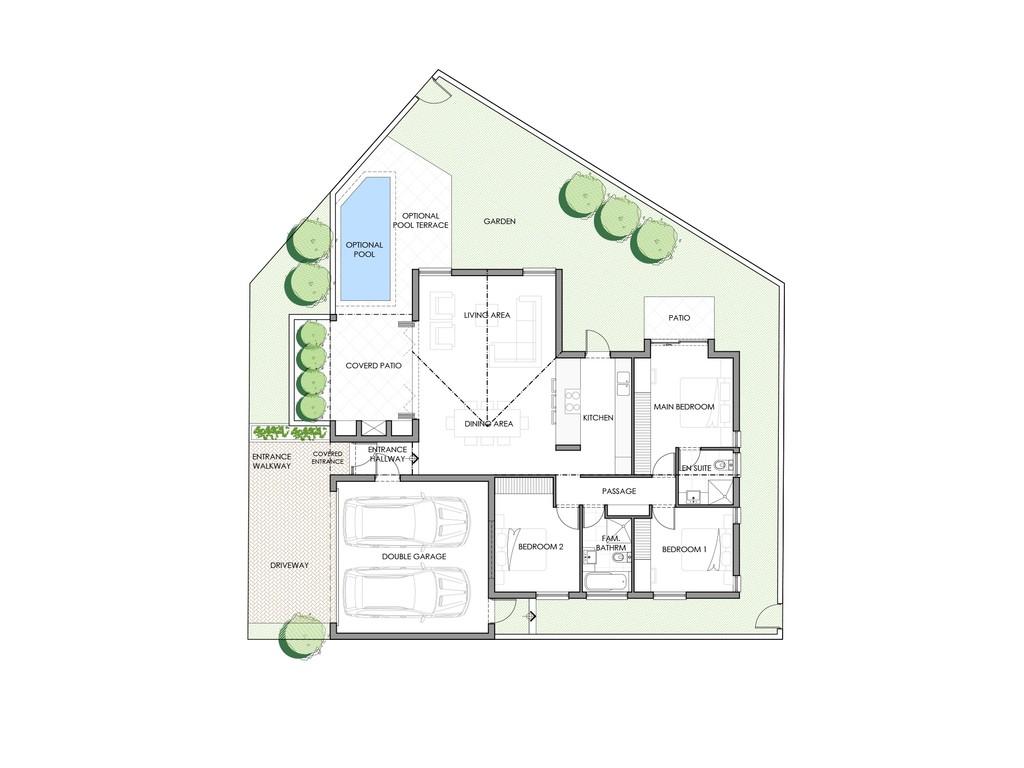 GARDEN
OPTIONAL
POOL TERRACE
OPTIONAL
POOL
LIVING AREA
PATIO
COVERD PATIO
MAIN BEDROOM
KITCHEN
DINING AREA
ENTRANCE
HALLWAY
COVERED
ENTRANCE
ENTRANCE
WALKWAY
EN SUITE
PASSAGE
FAM.
BATHRM
BEDROOM 2
BEDROOM 1
DOUBLE GARAGE
DRIVEWAY